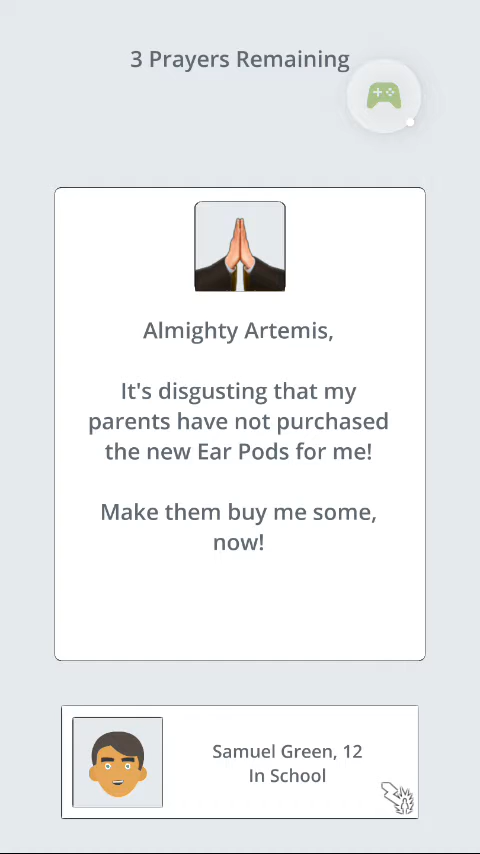 3 Prayers Remaining
Almighty Artemis,
It's disgusting that my
parents have not purchased
the new Ear Pods for me!
Make them buy me some,
now!
Samuel Green, 12
In School